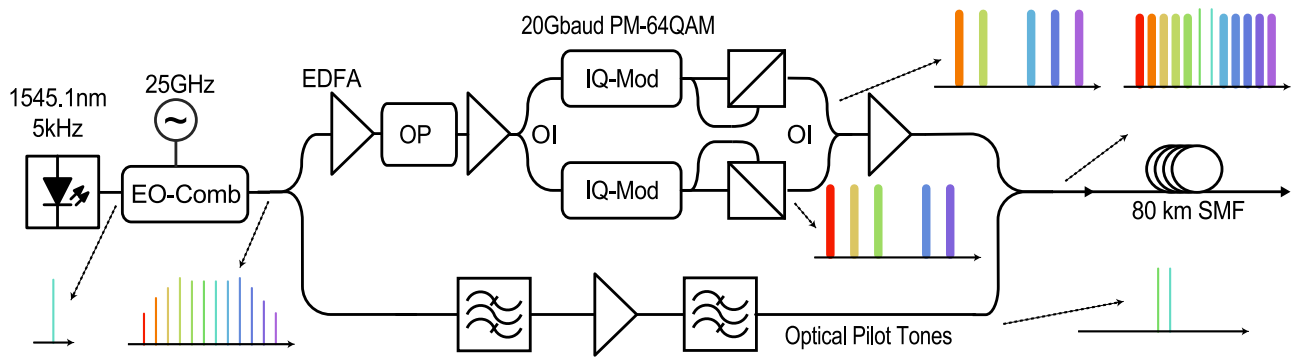 20Gbaud PM-64QAM
25GHz
EDFA
IQ-Mod
1545.1nm
5kHz
OP
OI
OI
EO-Comb
IQ-Mod
80 km SMF
Optical Pilot Tones